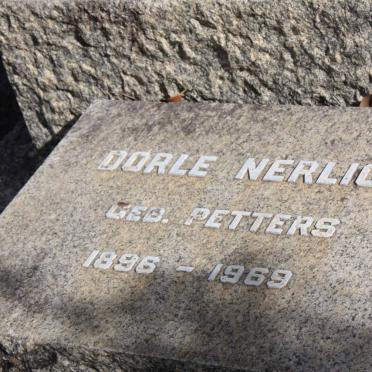 DORLE NERLIC
GEB. PETTERS
1896 - 1969